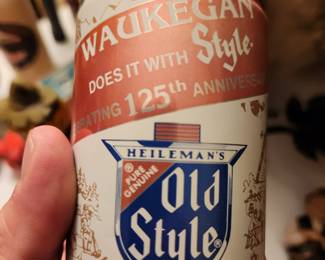 WAUKEGAN
DOES IT WITH Style®
125th
HEILEMAN'S
® PURE GENUINE
Old
Style®